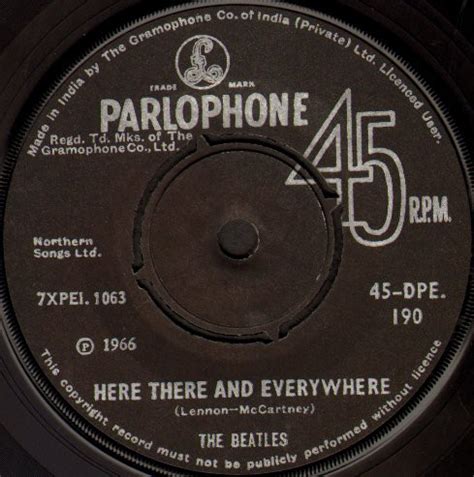 Made in India by The Gramophone Co. of India (Private) Ltd. Licenced User.
£
TRADE MARK
PARLOPHONE
Regd. Td. Mks. of The
Gramophone Co., Ltd.
45
R.P.M.
Northern
Songs Ltd.
7XPEI. 1063
45-DPE.
190
℗ 1966
HERE THERE AND EVERYWHERE
(Lennon—McCartney)
THE BEATLES
This copyright record must not be publicly performed without licence